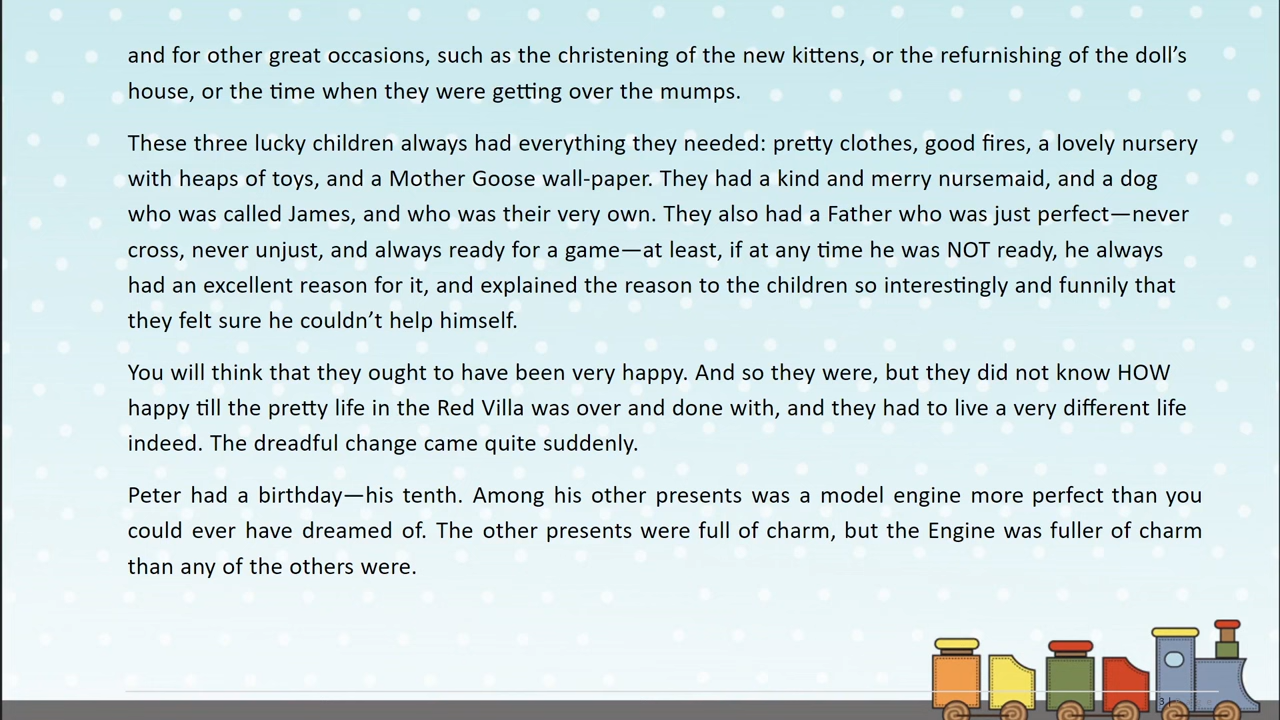 and for other great occasions, such as the christening of the new kittens, or the refurnishing of the doll’s
house, or the time when they were getting over the mumps.
These three lucky children always had everything they needed: pretty clothes, good fires, a lovely nursery
with heaps of toys, and a Mother Goose wall-paper. They had a kind and merry nursemaid, and a dog
who was called James, and who was their very own. They also had a Father who was just perfect—never
cross, never unjust, and always ready for a game—at least, if at any time he was NOT ready, he always
had an excellent reason for it, and explained the reason to the children so interestingly and funnily that
they felt sure he couldn’t help himself.
You will think that they ought to have been very happy. And so they were, but they did not know HOW
happy till the pretty life in the Red Villa was over and done with, and they had to live a very different life
indeed. The dreadful change came quite suddenly.
Peter had a birthday—his tenth. Among his other presents was a model engine more perfect than you
could ever have dreamed of. The other presents were full of charm, but the Engine was fuller of charm
than any of the others were.
3 |